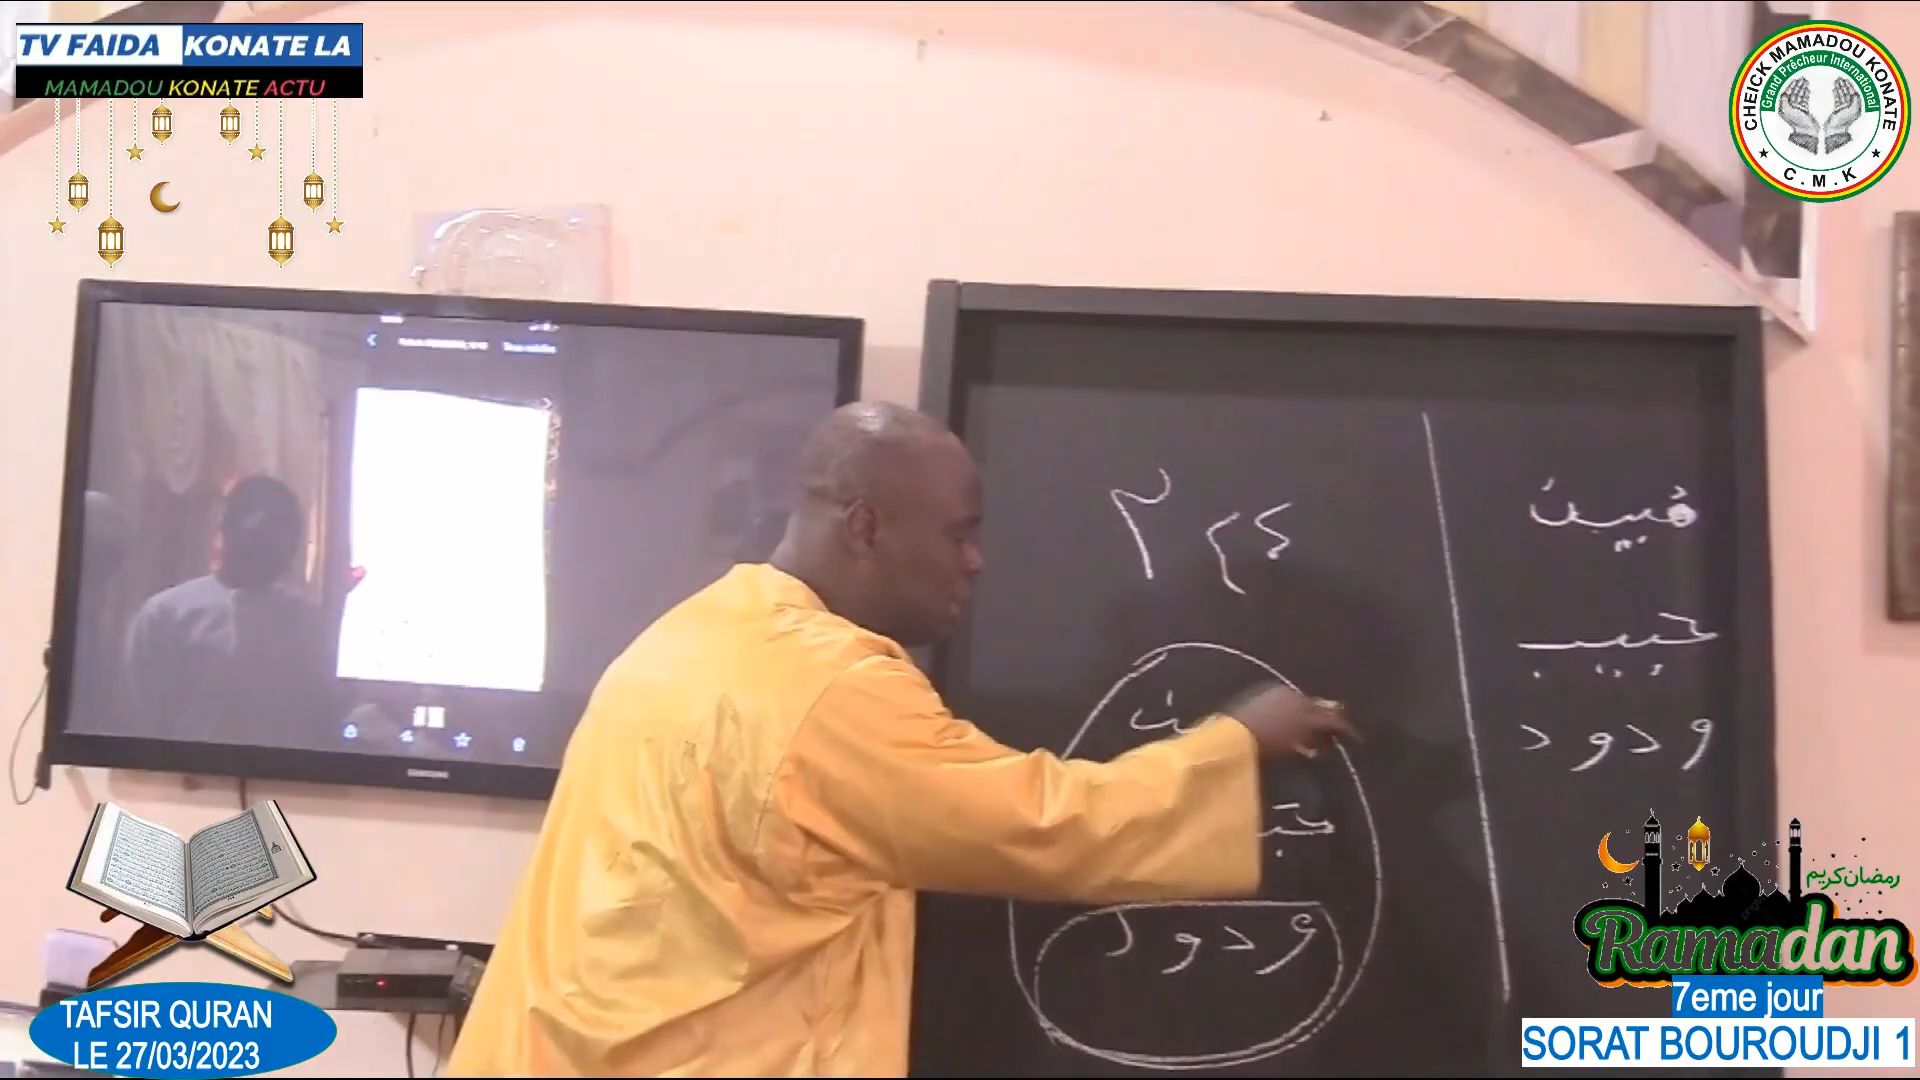 TV FAIDA KONATE LA
MAMADOU KONATE ACTU
CHEICK MAMADOU KONATE
Grand Prêcheur International
C.M.K
٢٢٤
حبيب
ودود
ودود
SAMSUNG
رمضان كريم
Ramadan
7eme jour
SORAT BOUROUDJI 1
TAFSIR QURAN
LE 27/03/2023